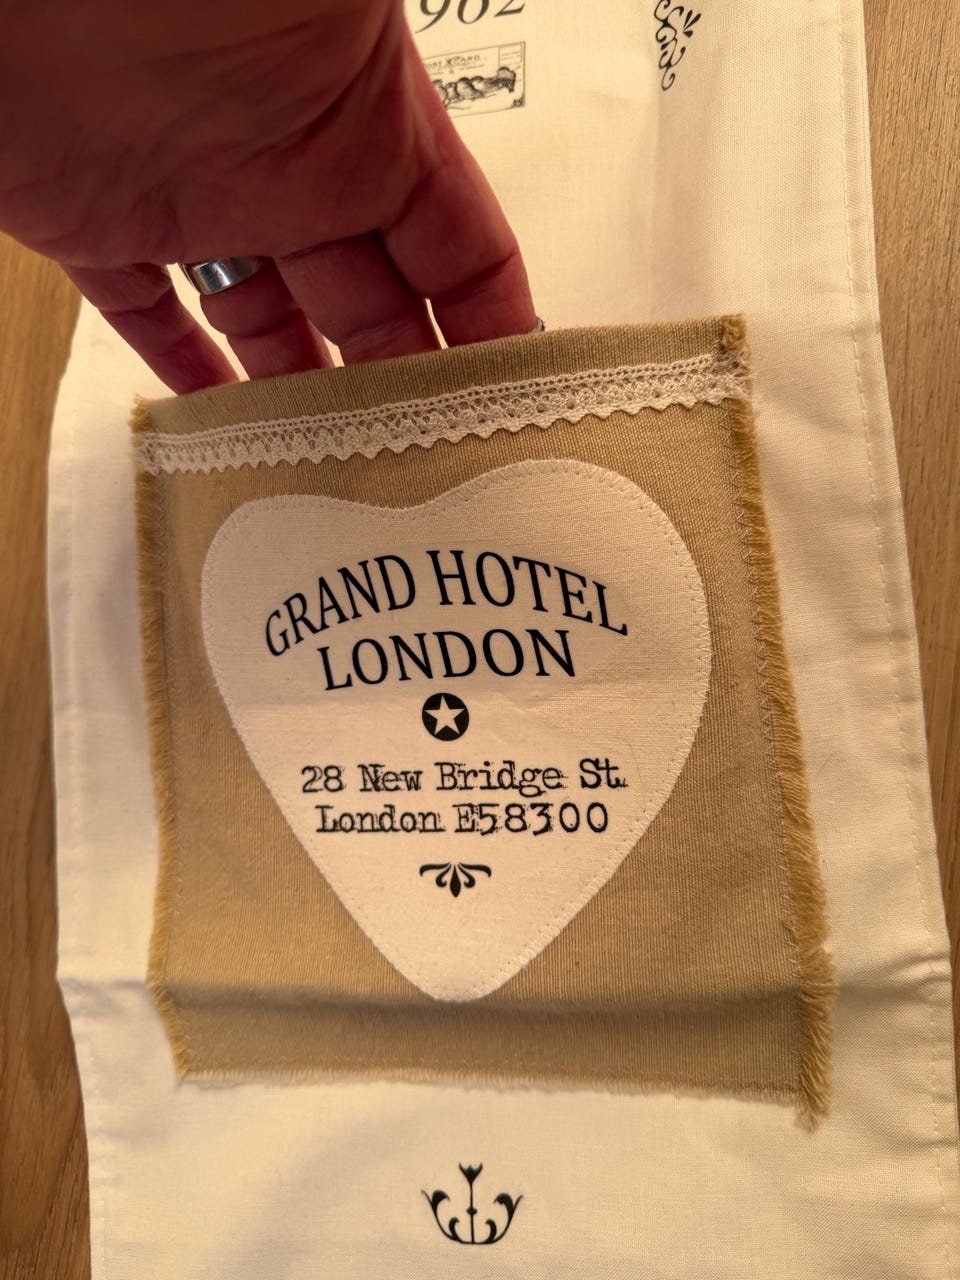 GRAND HOTEL
LONDON
28 New Bridge St.
London E58300